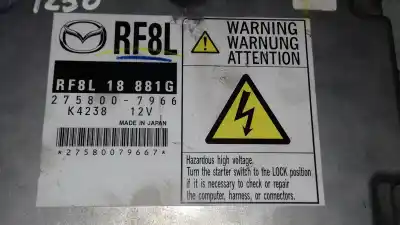 1230
RF8L
RF8L 18 881G
275800-7966
K4238 12V
MADE IN JAPAN
*27580079667*
WARNING
WARNUNG
ATTENTION
Hazardous high voltage.
Turn the starter switch to the LOCK position
if it is necessary to check or repair
the computer, harness, or connectors.